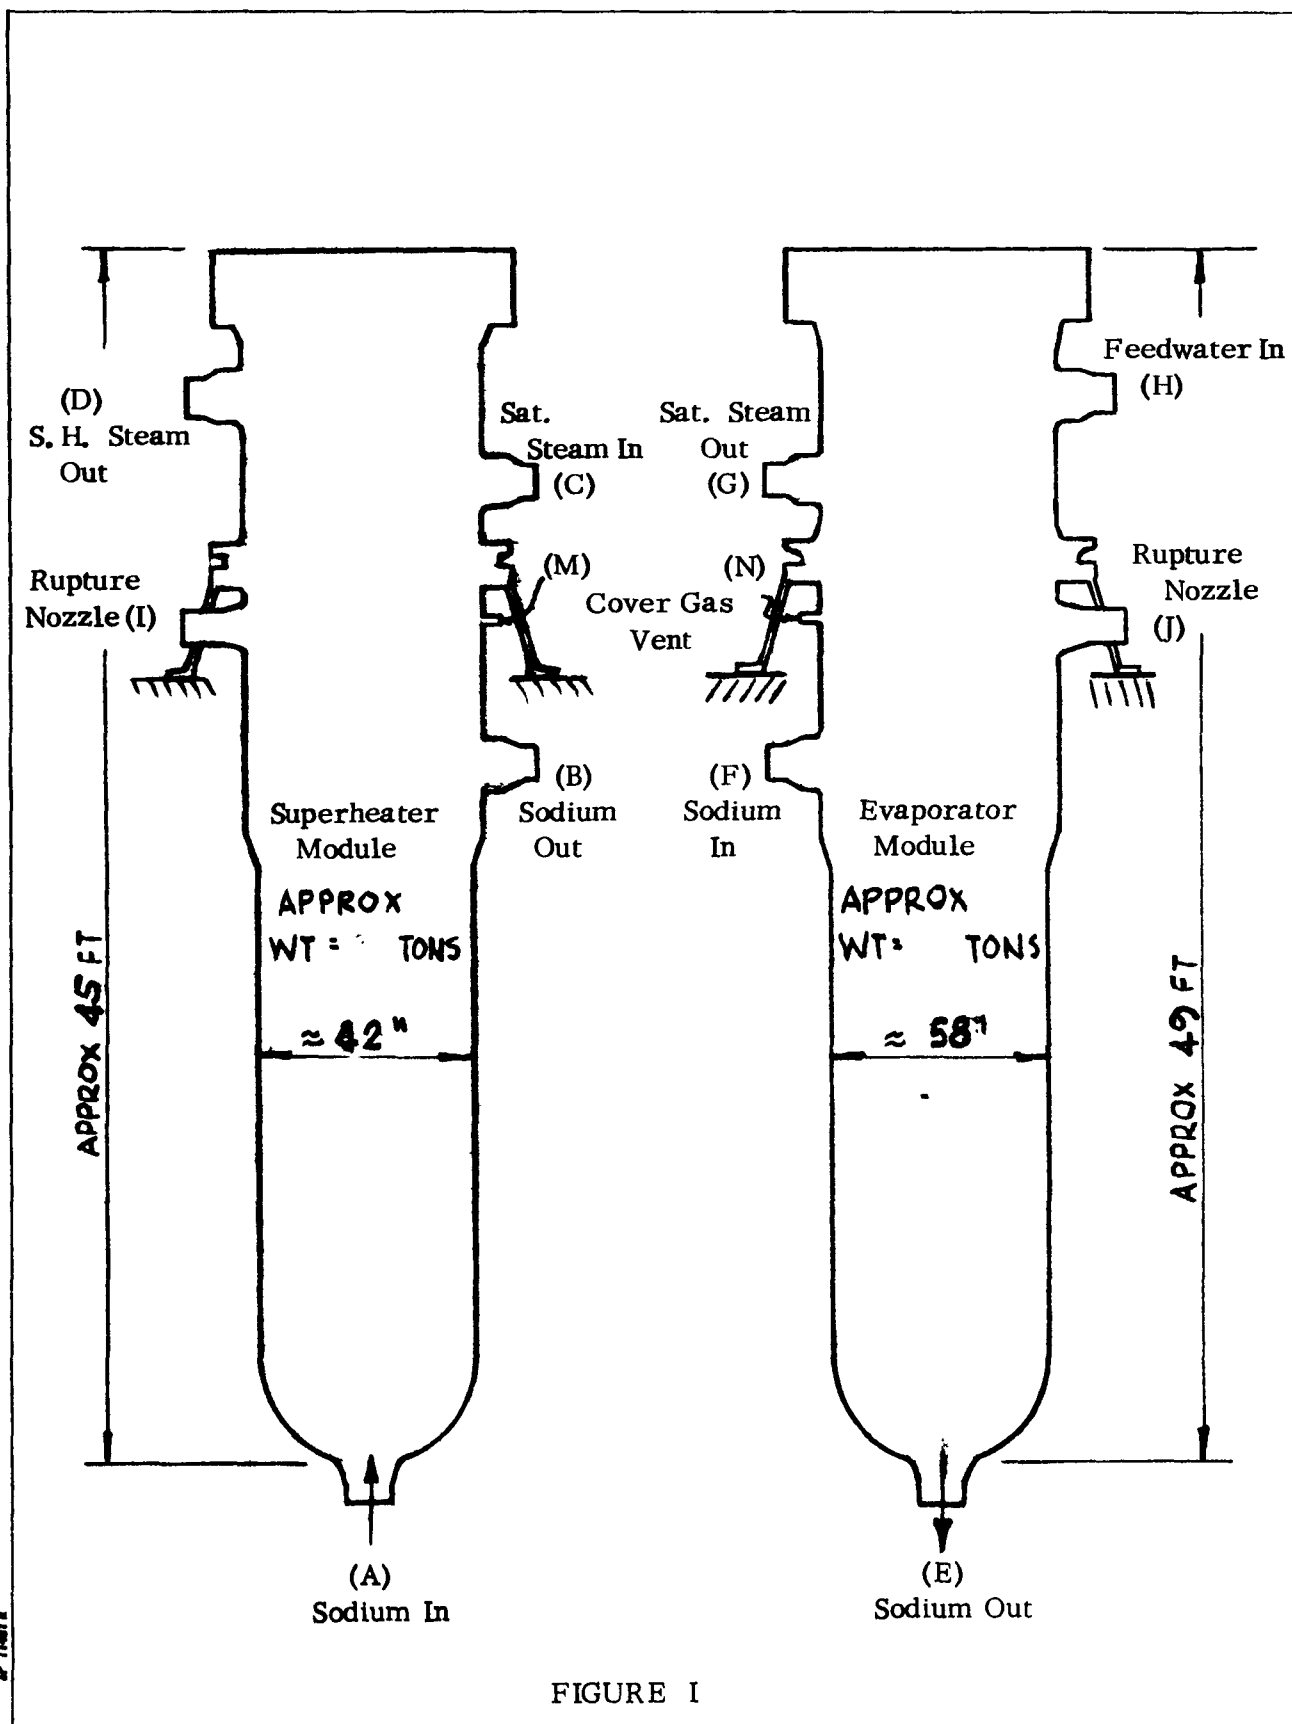 (D)
S. H. Steam
Out
Sat.
Steam In
(C)
Sat. Steam
Out
(G)
Feedwater In
(H)
Rupture
Nozzle (I)
(M)
(N)
Cover Gas
Vent
Rupture
Nozzle
(J)
(B)
Sodium
Out
(F)
Sodium
In
Superheater
Module
APPROX
WT = TONS
≈ 42"
Evaporator
Module
APPROX
WT= TONS
≈ 58"
APPROX 45 FT
APPROX 49 FT
(A)
Sodium In
(E)
Sodium Out
FIGURE I